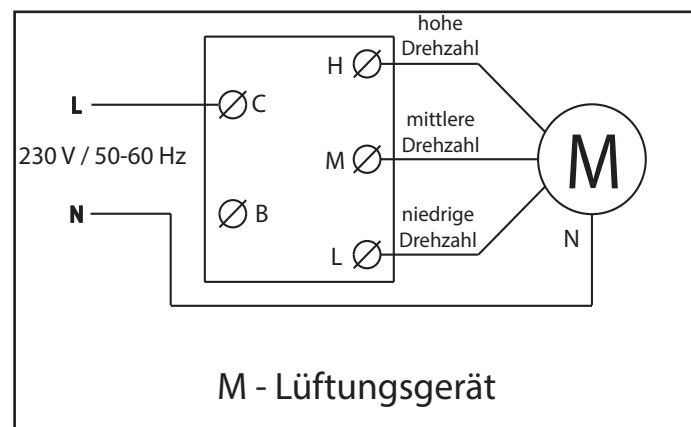 hohe
Drehzahl
H
L
C
mittlere
Drehzahl
230 V / 50-60 Hz
M
M
N
B
niedrige
Drehzahl
L
N
M - Lüftungsgerät